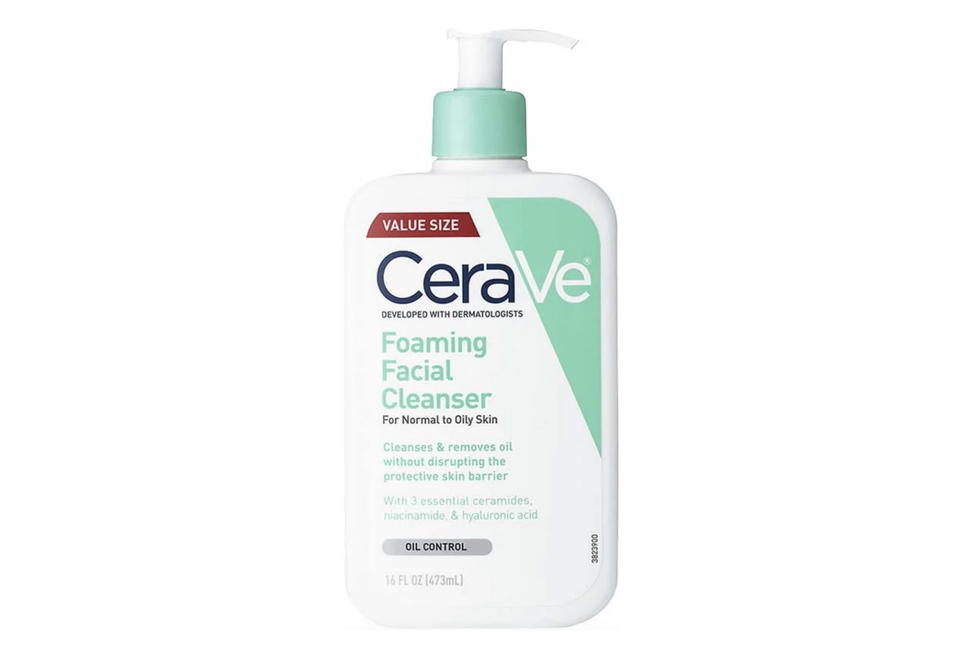 VALUE SIZE
CeraVe®
DEVELOPED WITH DERMATOLOGISTS
Foaming
Facial
Cleanser
For Normal to Oily Skin
Cleanses & removes oil
without disrupting the
protective skin barrier
With 3 essential ceramides,
niacinamide, & hyaluronic acid
OIL CONTROL
16 FL OZ (473mL)
3823900